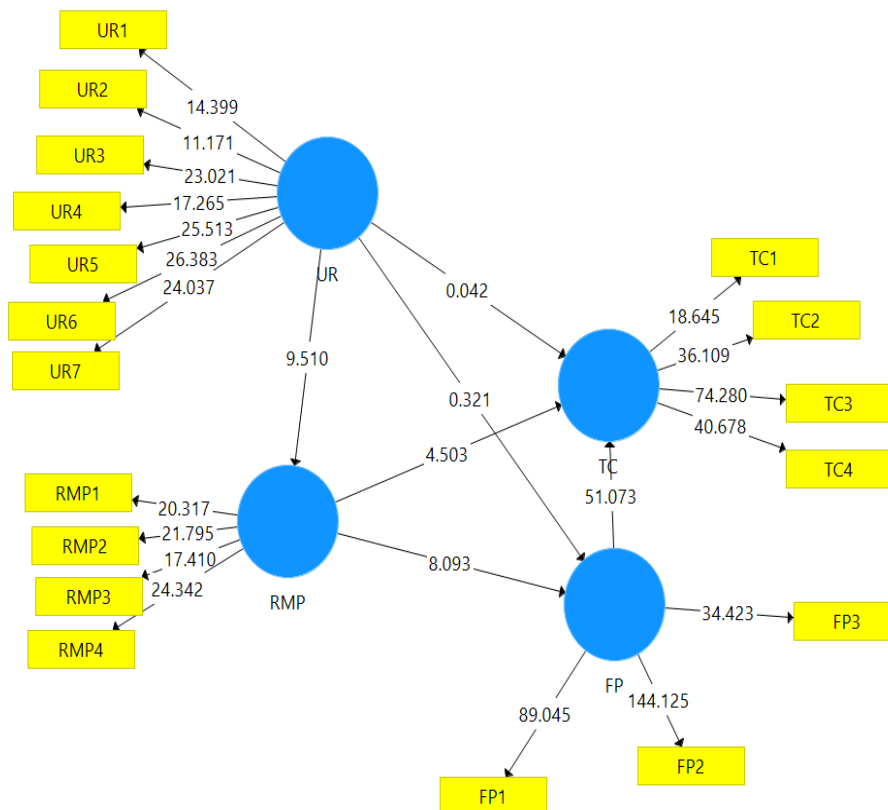 UR1
UR2
14.399
11.171
UR3
23.021
UR4
17.265
25.513
UR5
26.383
24.037
UR
UR6
UR7
TC1
0.042
18.645
TC2
36.109
9.510
0.321
74.280
TC3
40.678
4.503
TC
TC4
RMP1
20.317
51.073
RMP2
21.795
17.410
RMP3
24.342
8.093
RMP
RMP4
34.423
FP3
FP
144.125
89.045
FP2
FP1